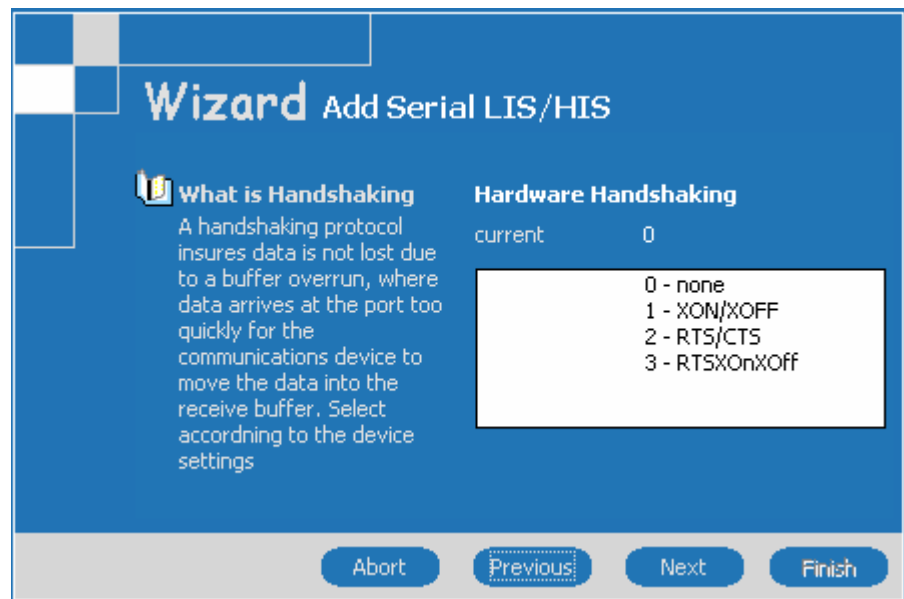 Wizard Add Serial LIS/HIS
What is Handshaking
A handshaking protocol
insures data is not lost due
to a buffer overrun, where
data arrives at the port too
quickly for the
communications device to
move the data into the
receive buffer. Select
accordning to the device
settings
Hardware Handshaking
current 0
0 - none
1 - XON/XOFF
2 - RTS/CTS
3 - RTSXOnXOff
Abort Previous Next Finish